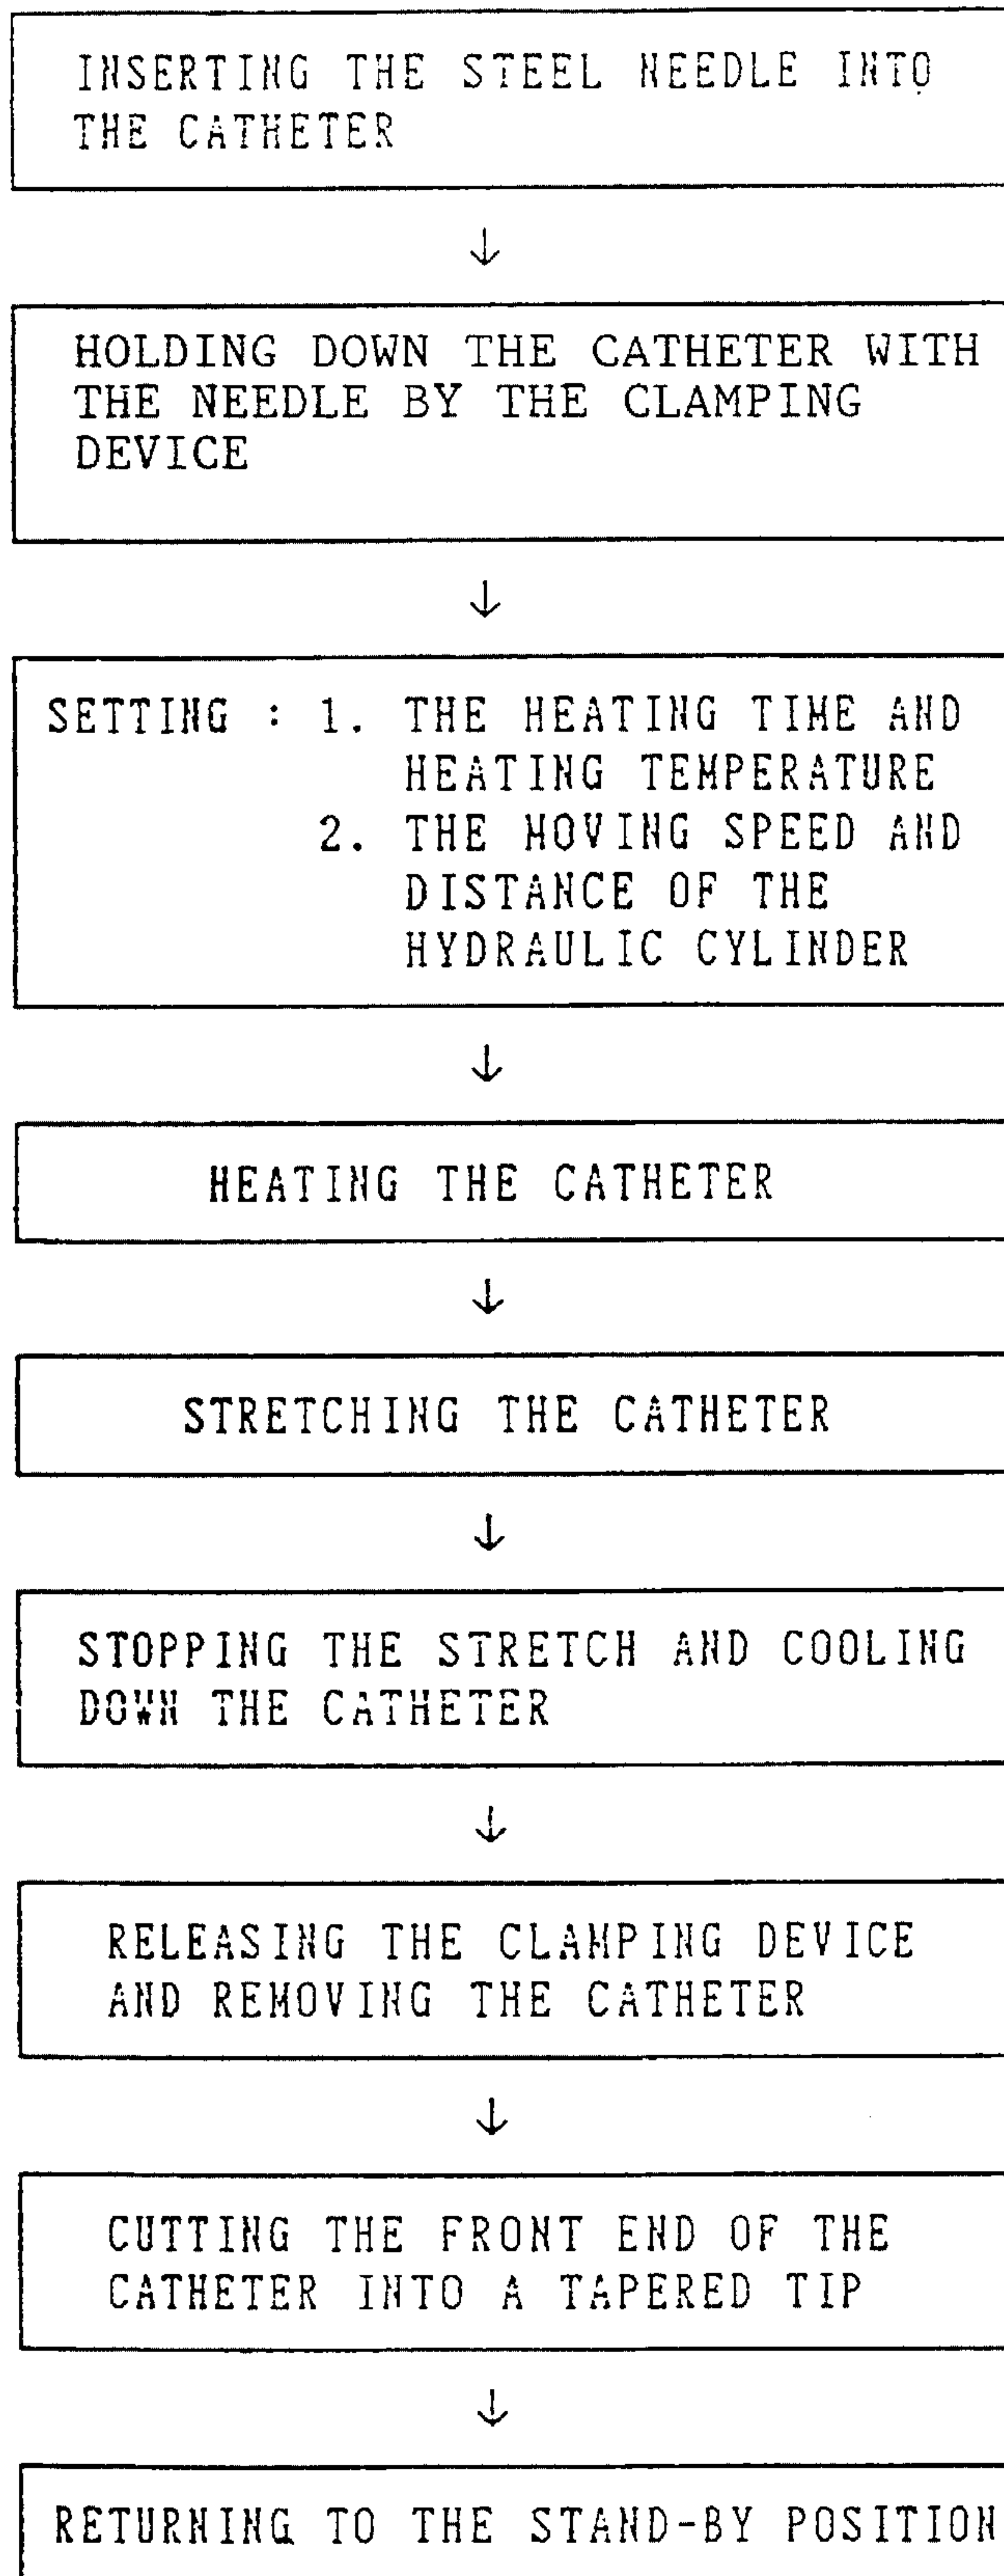 INSERTING THE STEEL NEEDLE INTO
THE CATHETER
↓
HOLDING DOWN THE CATHETER WITH
THE NEEDLE BY THE CLAMPING
DEVICE
↓
SETTING : 1. THE HEATING TIME AND
HEATING TEMPERATURE
2. THE MOVING SPEED AND
DISTANCE OF THE
HYDRAULIC CYLINDER
↓
HEATING THE CATHETER
↓
STRETCHING THE CATHETER
↓
STOPPING THE STRETCH AND COOLING
DOWN THE CATHETER
↓
RELEASING THE CLAMPING DEVICE
AND REMOVING THE CATHETER
↓
CUTTING THE FRONT END OF THE
CATHETER INTO A TAPERED TIP
↓
RETURNING TO THE STAND-BY POSITION